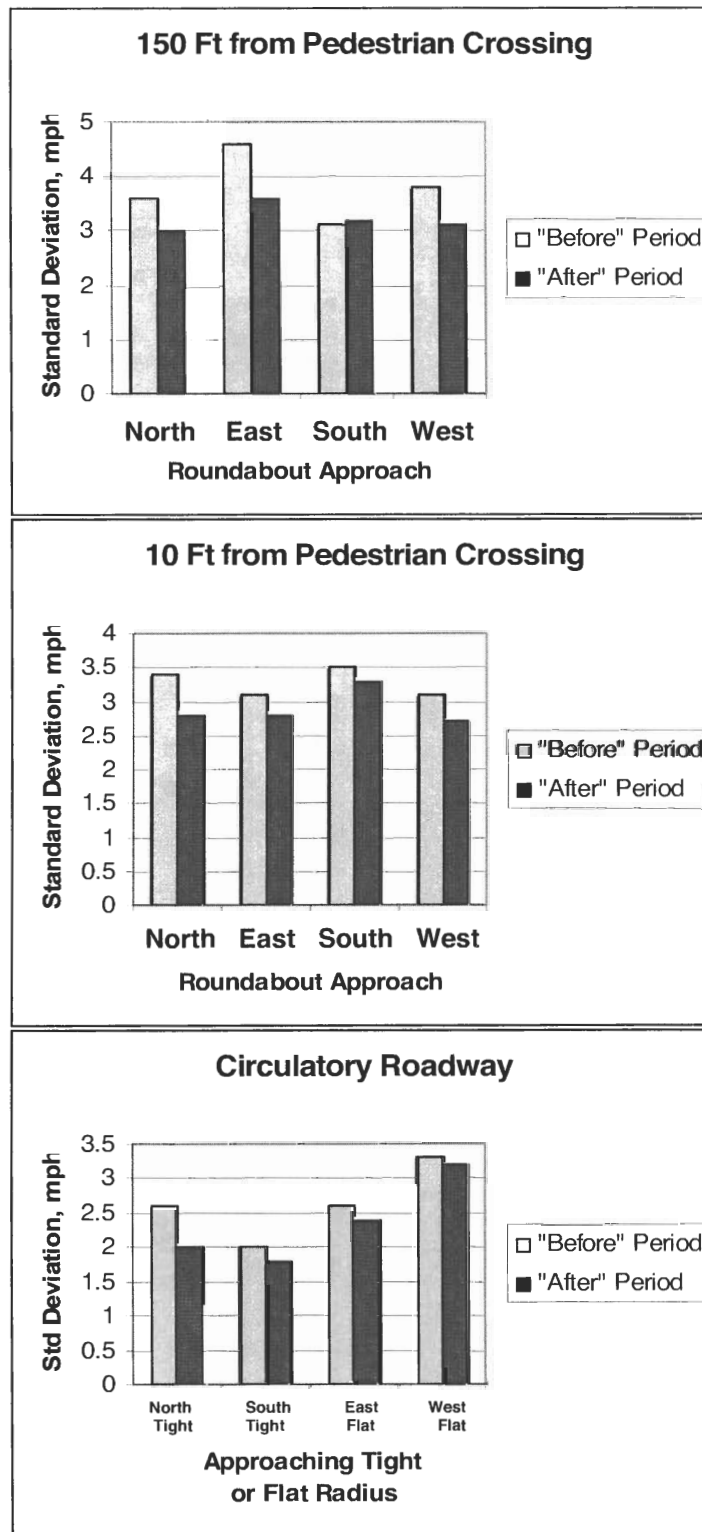 150 Ft from Pedestrian Crossing
Standard Deviation, mph
5
4
3
2
1
0
North East South West
Roundabout Approach
"Before" Period
"After" Period
10 Ft from Pedestrian Crossing
Standard Deviation, mph
4
3.5
3
2.5
2
1.5
1
0.5
0
North East South West
Roundabout Approach
"Before" Period
"After" Period
Circulatory Roadway
Std Deviation, mph
3.5
3
2.5
2
1.5
1
0.5
0
North South East West
Tight Tight Flat Flat
Approaching Tight
or Flat Radius
"Before" Period
"After" Period